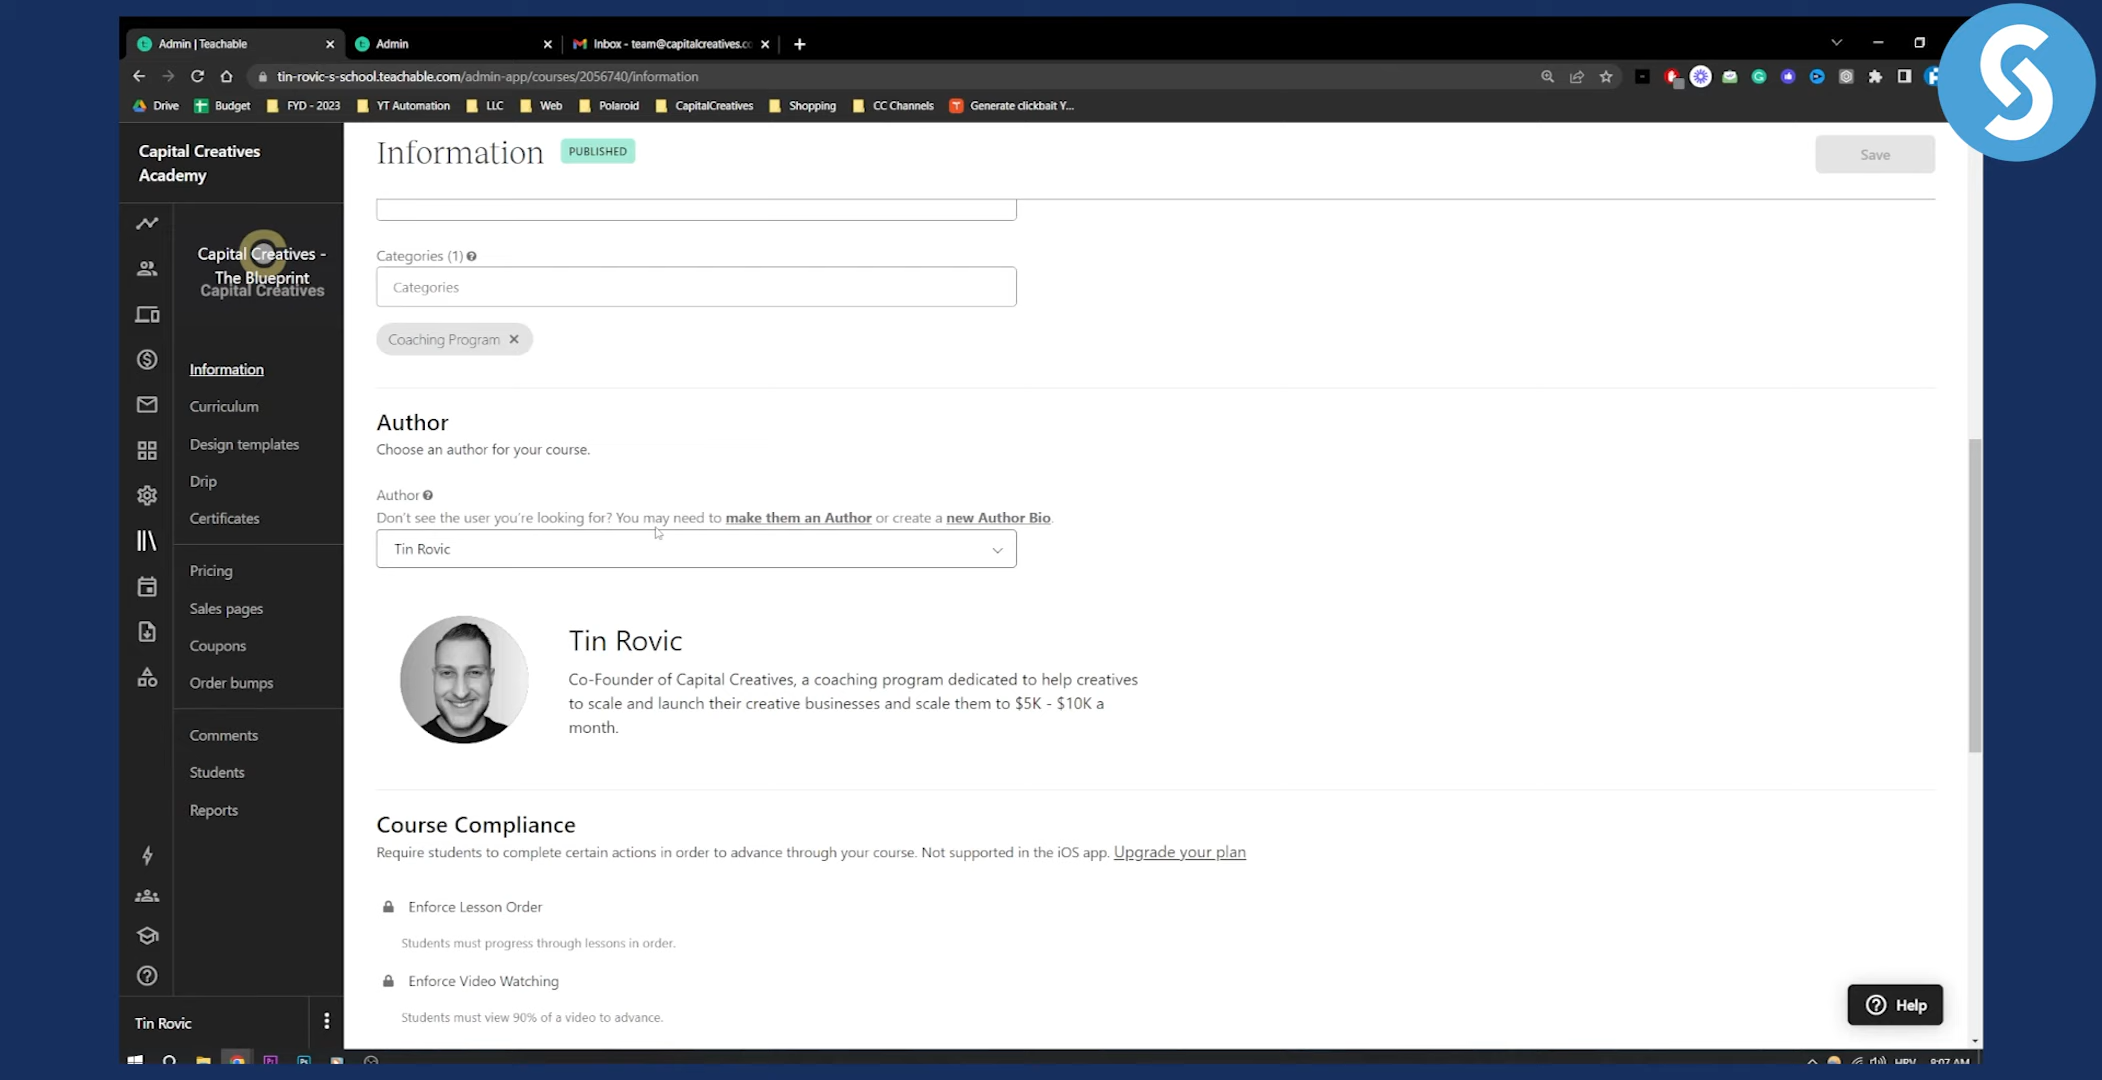 Admin | Teachable
Admin
Inbox - team@capitalcreatives.cc
tin-rovic-s-school.teachable.com/admin-app/courses/2056740/information
Drive
Budget
FYD - 2023
YT Automation
LLC
Web
Polaroid
CapitalCreatives
Shopping
CC Channels
Generate clickbait Y...
Capital Creatives
Academy
Information
PUBLISHED
Save
Capital Creatives -
The Blueprint
Capital Creatives
Information
Curriculum
Design templates
Drip
Certificates
Pricing
Sales pages
Coupons
Order bumps
Comments
Students
Reports
Tin Rovic
Categories (1)
Categories
Coaching Program
Author
Choose an author for your course.
Author
Don't see the user you're looking for? You may need to make them an Author or create a new Author Bio.
Tin Rovic
Tin Rovic
Co-Founder of Capital Creatives, a coaching program dedicated to help creatives
to scale and launch their creative businesses and scale them to $5K - $10K a
month.
Course Compliance
Require students to complete certain actions in order to advance through your course. Not supported in the iOS app. Upgrade your plan
Enforce Lesson Order
Students must progress through lessons in order.
Enforce Video Watching
Students must view 90% of a video to advance.
Help
HRV
8:07 AM